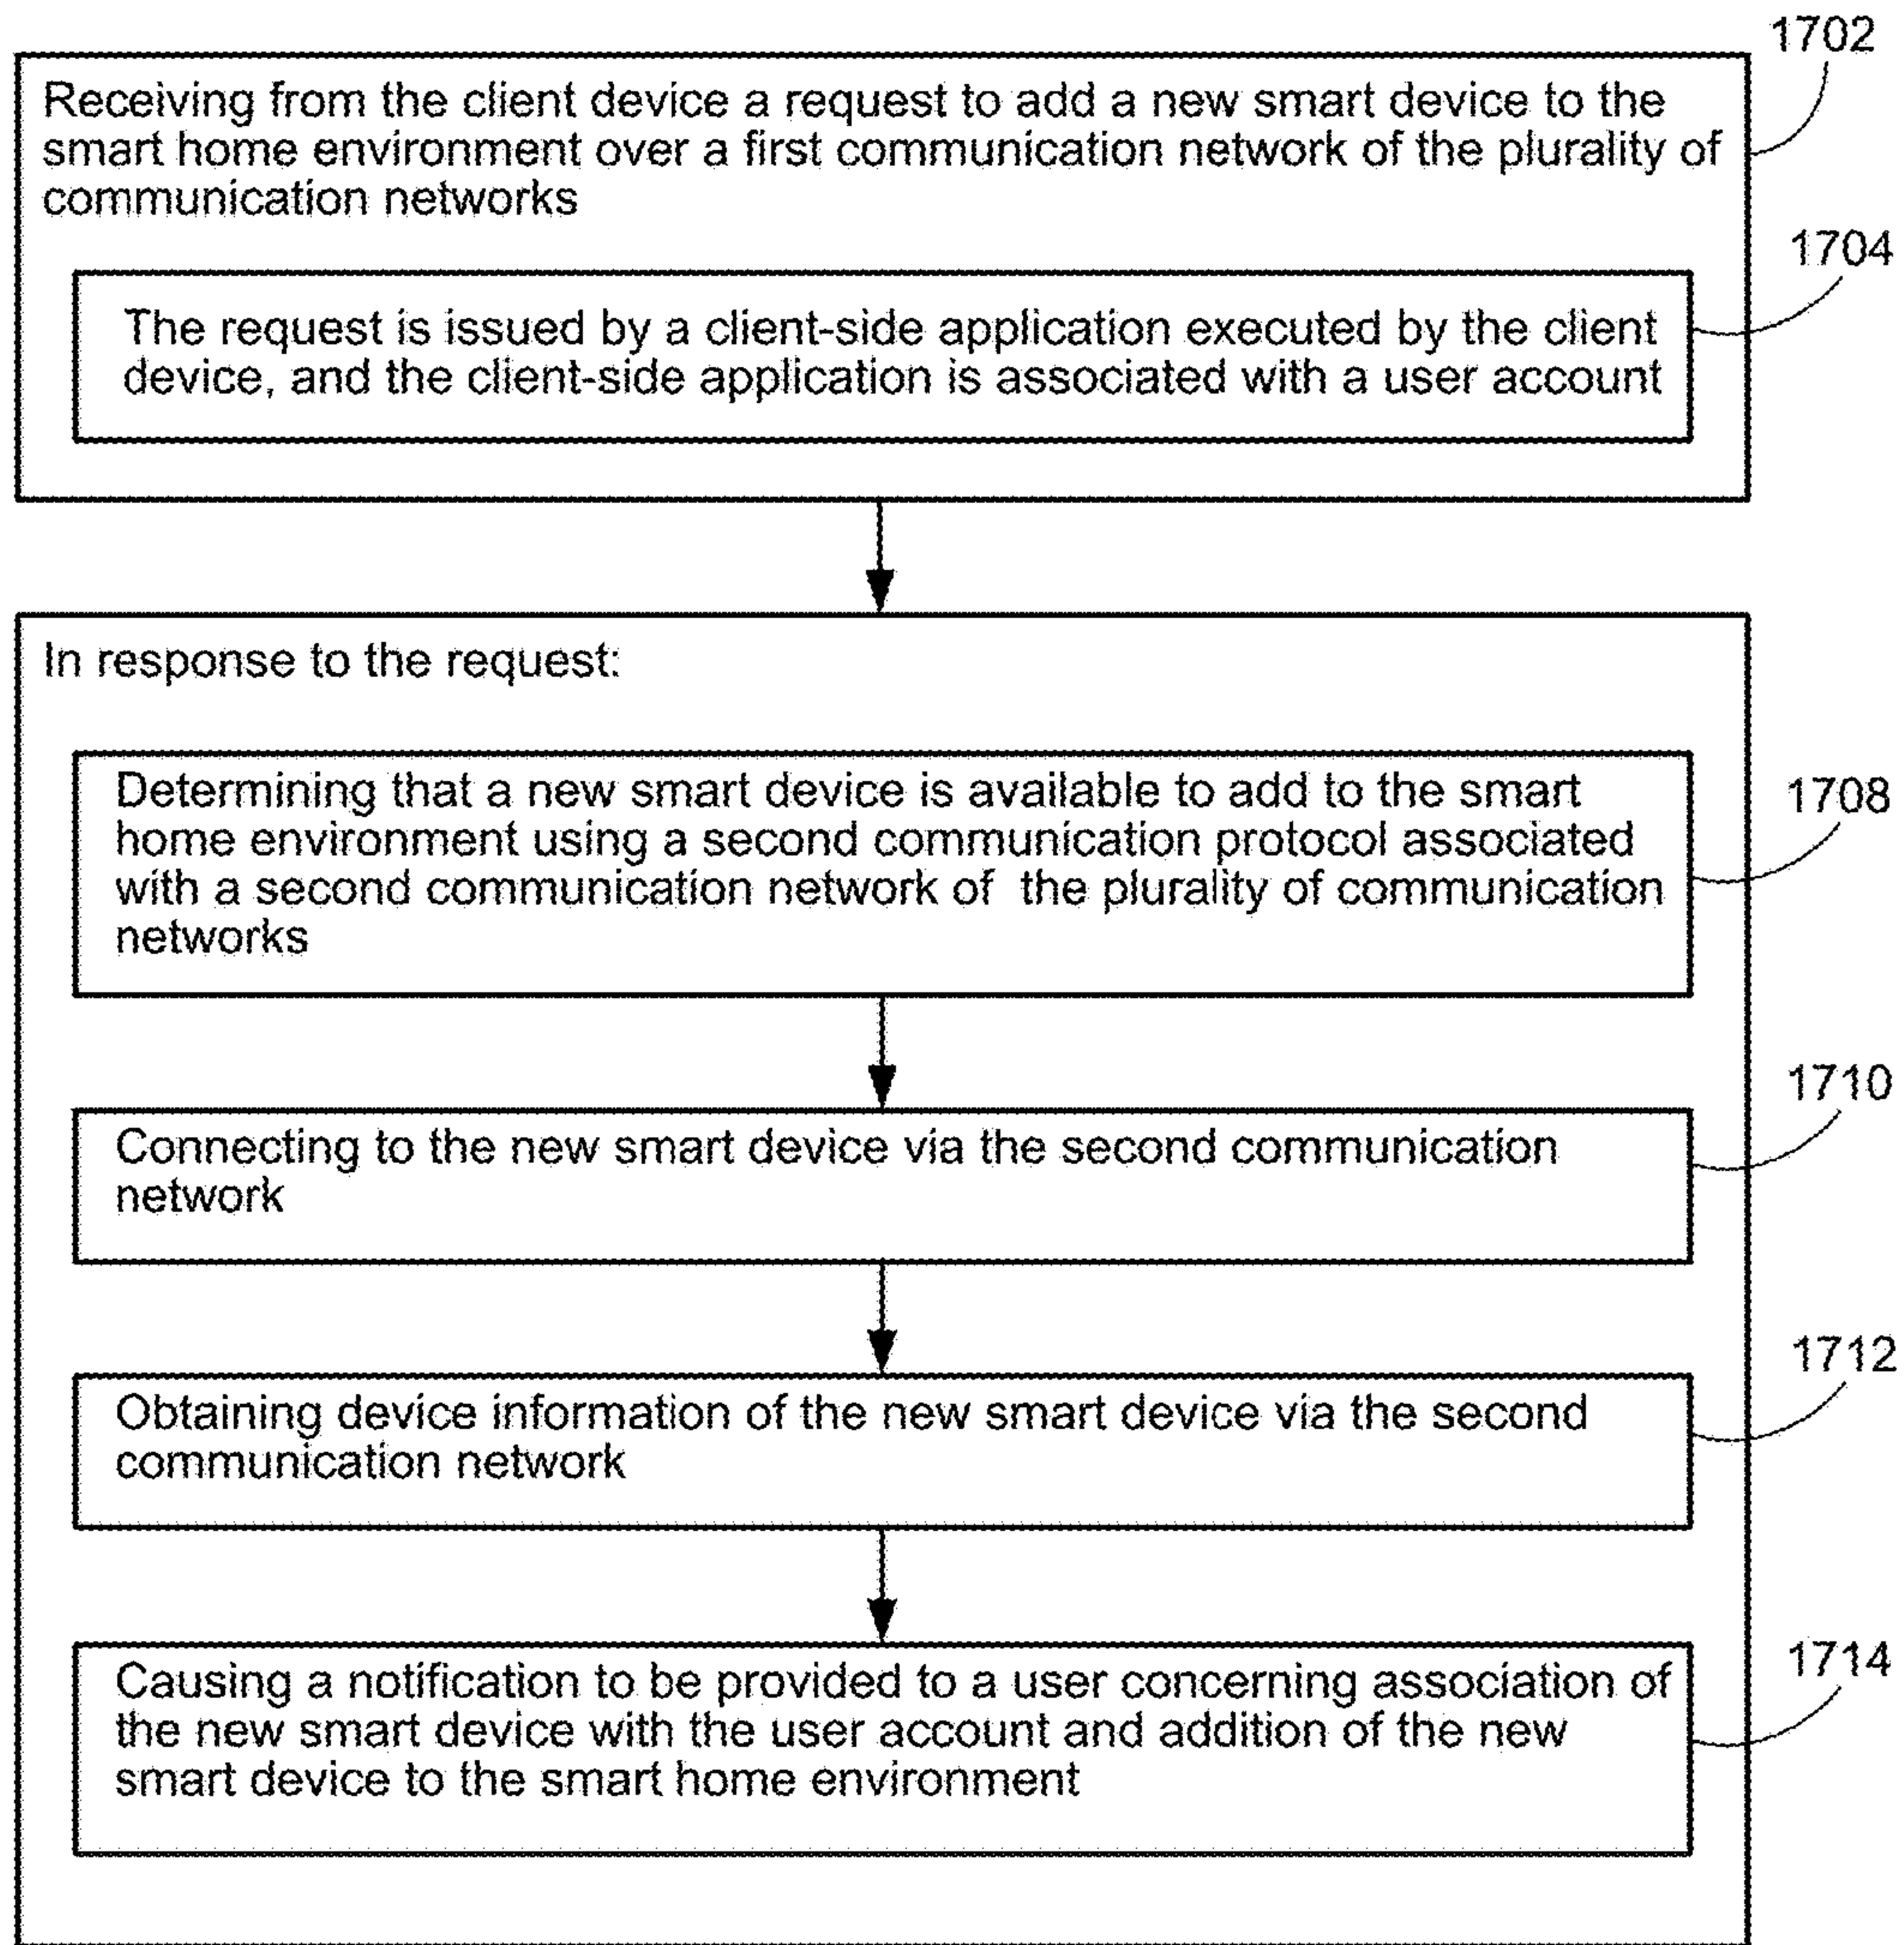 1702
Receiving from the client device a request to add a new smart device to the
smart home environment over a first communication network of the plurality of
communication networks
1704
The request is issued by a client-side application executed by the client
device, and the client-side application is associated with a user account
In response to the request:
1708
Determining that a new smart device is available to add to the smart
home environment using a second communication protocol associated
with a second communication network of the plurality of communication
networks
1710
Connecting to the new smart device via the second communication
network
1712
Obtaining device information of the new smart device via the second
communication network
1714
Causing a notification to be provided to a user concerning association of
the new smart device with the user account and addition of the new
smart device to the smart home environment